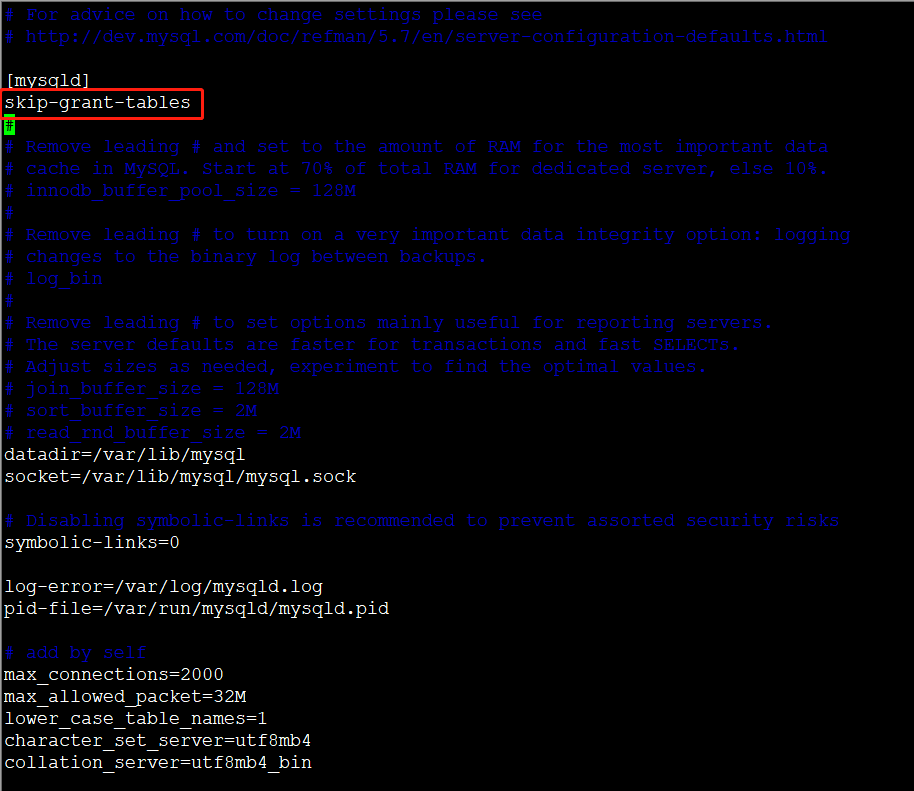 # For advice on how to change settings please see
# http://dev.mysql.com/doc/refman/5.7/en/server-configuration-defaults.html
[mysqld]
skip-grant-tables
#
# Remove leading # and set to the amount of RAM for the most important data
# cache in MySQL. Start at 70% of total RAM for dedicated server, else 10%.
# innodb_buffer_pool_size = 128M
#
# Remove leading # to turn on a very important data integrity option: logging
# changes to the binary log between backups.
# log_bin
#
# Remove leading # to set options mainly useful for reporting servers.
# The server defaults are faster for transactions and fast SELECTs.
# Adjust sizes as needed, experiment to find the optimal values.
# join_buffer_size = 128M
# sort_buffer_size = 2M
# read_rnd_buffer_size = 2M
datadir=/var/lib/mysql
socket=/var/lib/mysql/mysql.sock
# Disabling symbolic-links is recommended to prevent assorted security risks
symbolic-links=0
log-error=/var/log/mysqld.log
pid-file=/var/run/mysqld/mysqld.pid
# add by self
max_connections=2000
max_allowed_packet=32M
lower_case_table_names=1
character_set_server=utf8mb4
collation_server=utf8mb4_bin